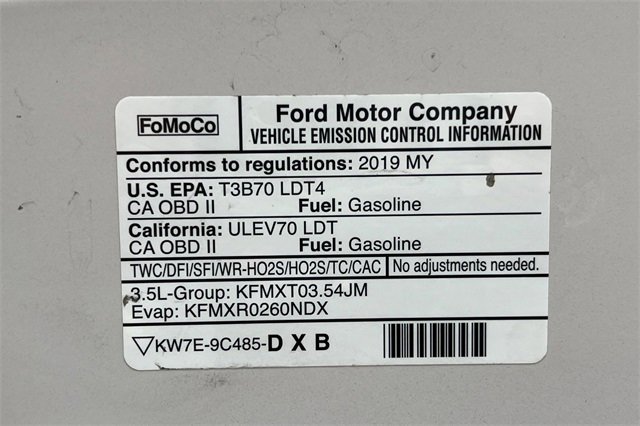 FoMoCo
Ford Motor Company
VEHICLE EMISSION CONTROL INFORMATION
Conforms to regulations: 2019 MY
U.S. EPA: T3B70 LDT4
CA OBD II Fuel: Gasoline
California: ULEV70 LDT
CA OBD II Fuel: Gasoline
TWC/DFI/SFI/WR-HO2S/HO2S/TC/CAC No adjustments needed.
3.5L-Group: KFMXT03.54JM
Evap: KFMXR0260NDX
▽KW7E-9C485-D X B